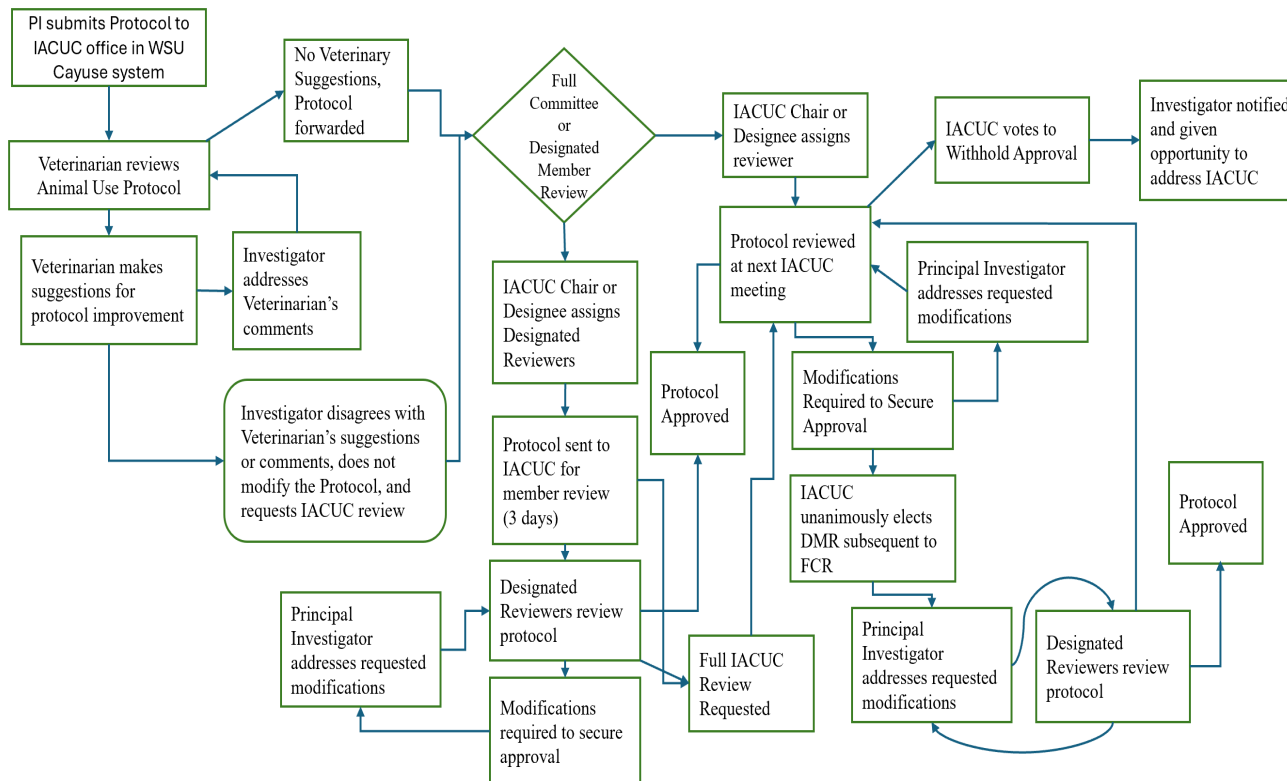 PI submits Protocol to
IACUC office in WSU
Cayuse system
No Veterinary
Suggestions,
Protocol
forwarded
Full
Committee
or
Designated
Member
Review
IACUC Chair or
Designee assigns
reviewer
IACUC votes to
Withhold Approval
Investigator notified
and given
opportunity to
address IACUC
Veterinarian reviews
Animal Use Protocol
Veterinarian makes
suggestions for
protocol improvement
Investigator
addresses
Veterinarian’s
comments
IACUC Chair or
Designee assigns
Designated
Reviewers
Protocol reviewed
at next IACUC
meeting
Principal Investigator
addresses requested
modifications
Protocol
Approved
Modifications
Required to Secure
Approval
Investigator disagrees with
Veterinarian’s suggestions
or comments, does not
modify the Protocol, and
requests IACUC review
Protocol sent to
IACUC for
member review
(3 days)
IACUC
unanimously elects
DMR subsequent to
FCR
Protocol
Approved
Principal
Investigator
addresses requested
modifications
Designated
Reviewers review
protocol
Full IACUC
Review
Requested
Principal
Investigator
addresses requested
modifications
Designated
Reviewers review
protocol
Modifications
required to secure
approval